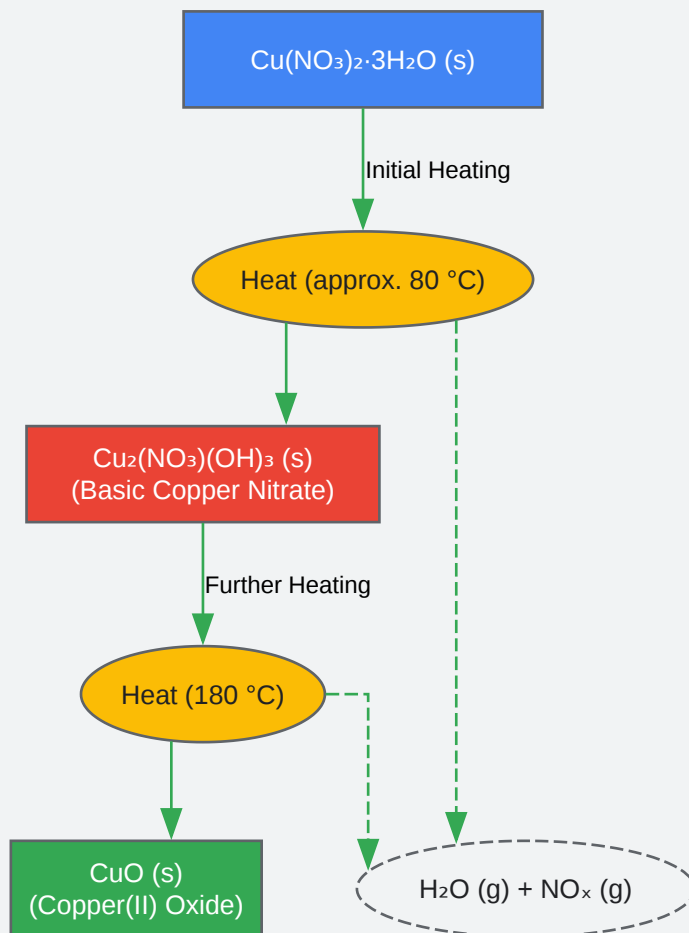 Cu(NO₃)₂·3H₂O (s)
Initial Heating
Heat (approx. 80 °C)
Cu₂(NO₃)(OH)₃ (s)
(Basic Copper Nitrate)
Further Heating
Heat (180 °C)
CuO (s)
(Copper(II) Oxide)
H₂O (g) + NOₓ (g)